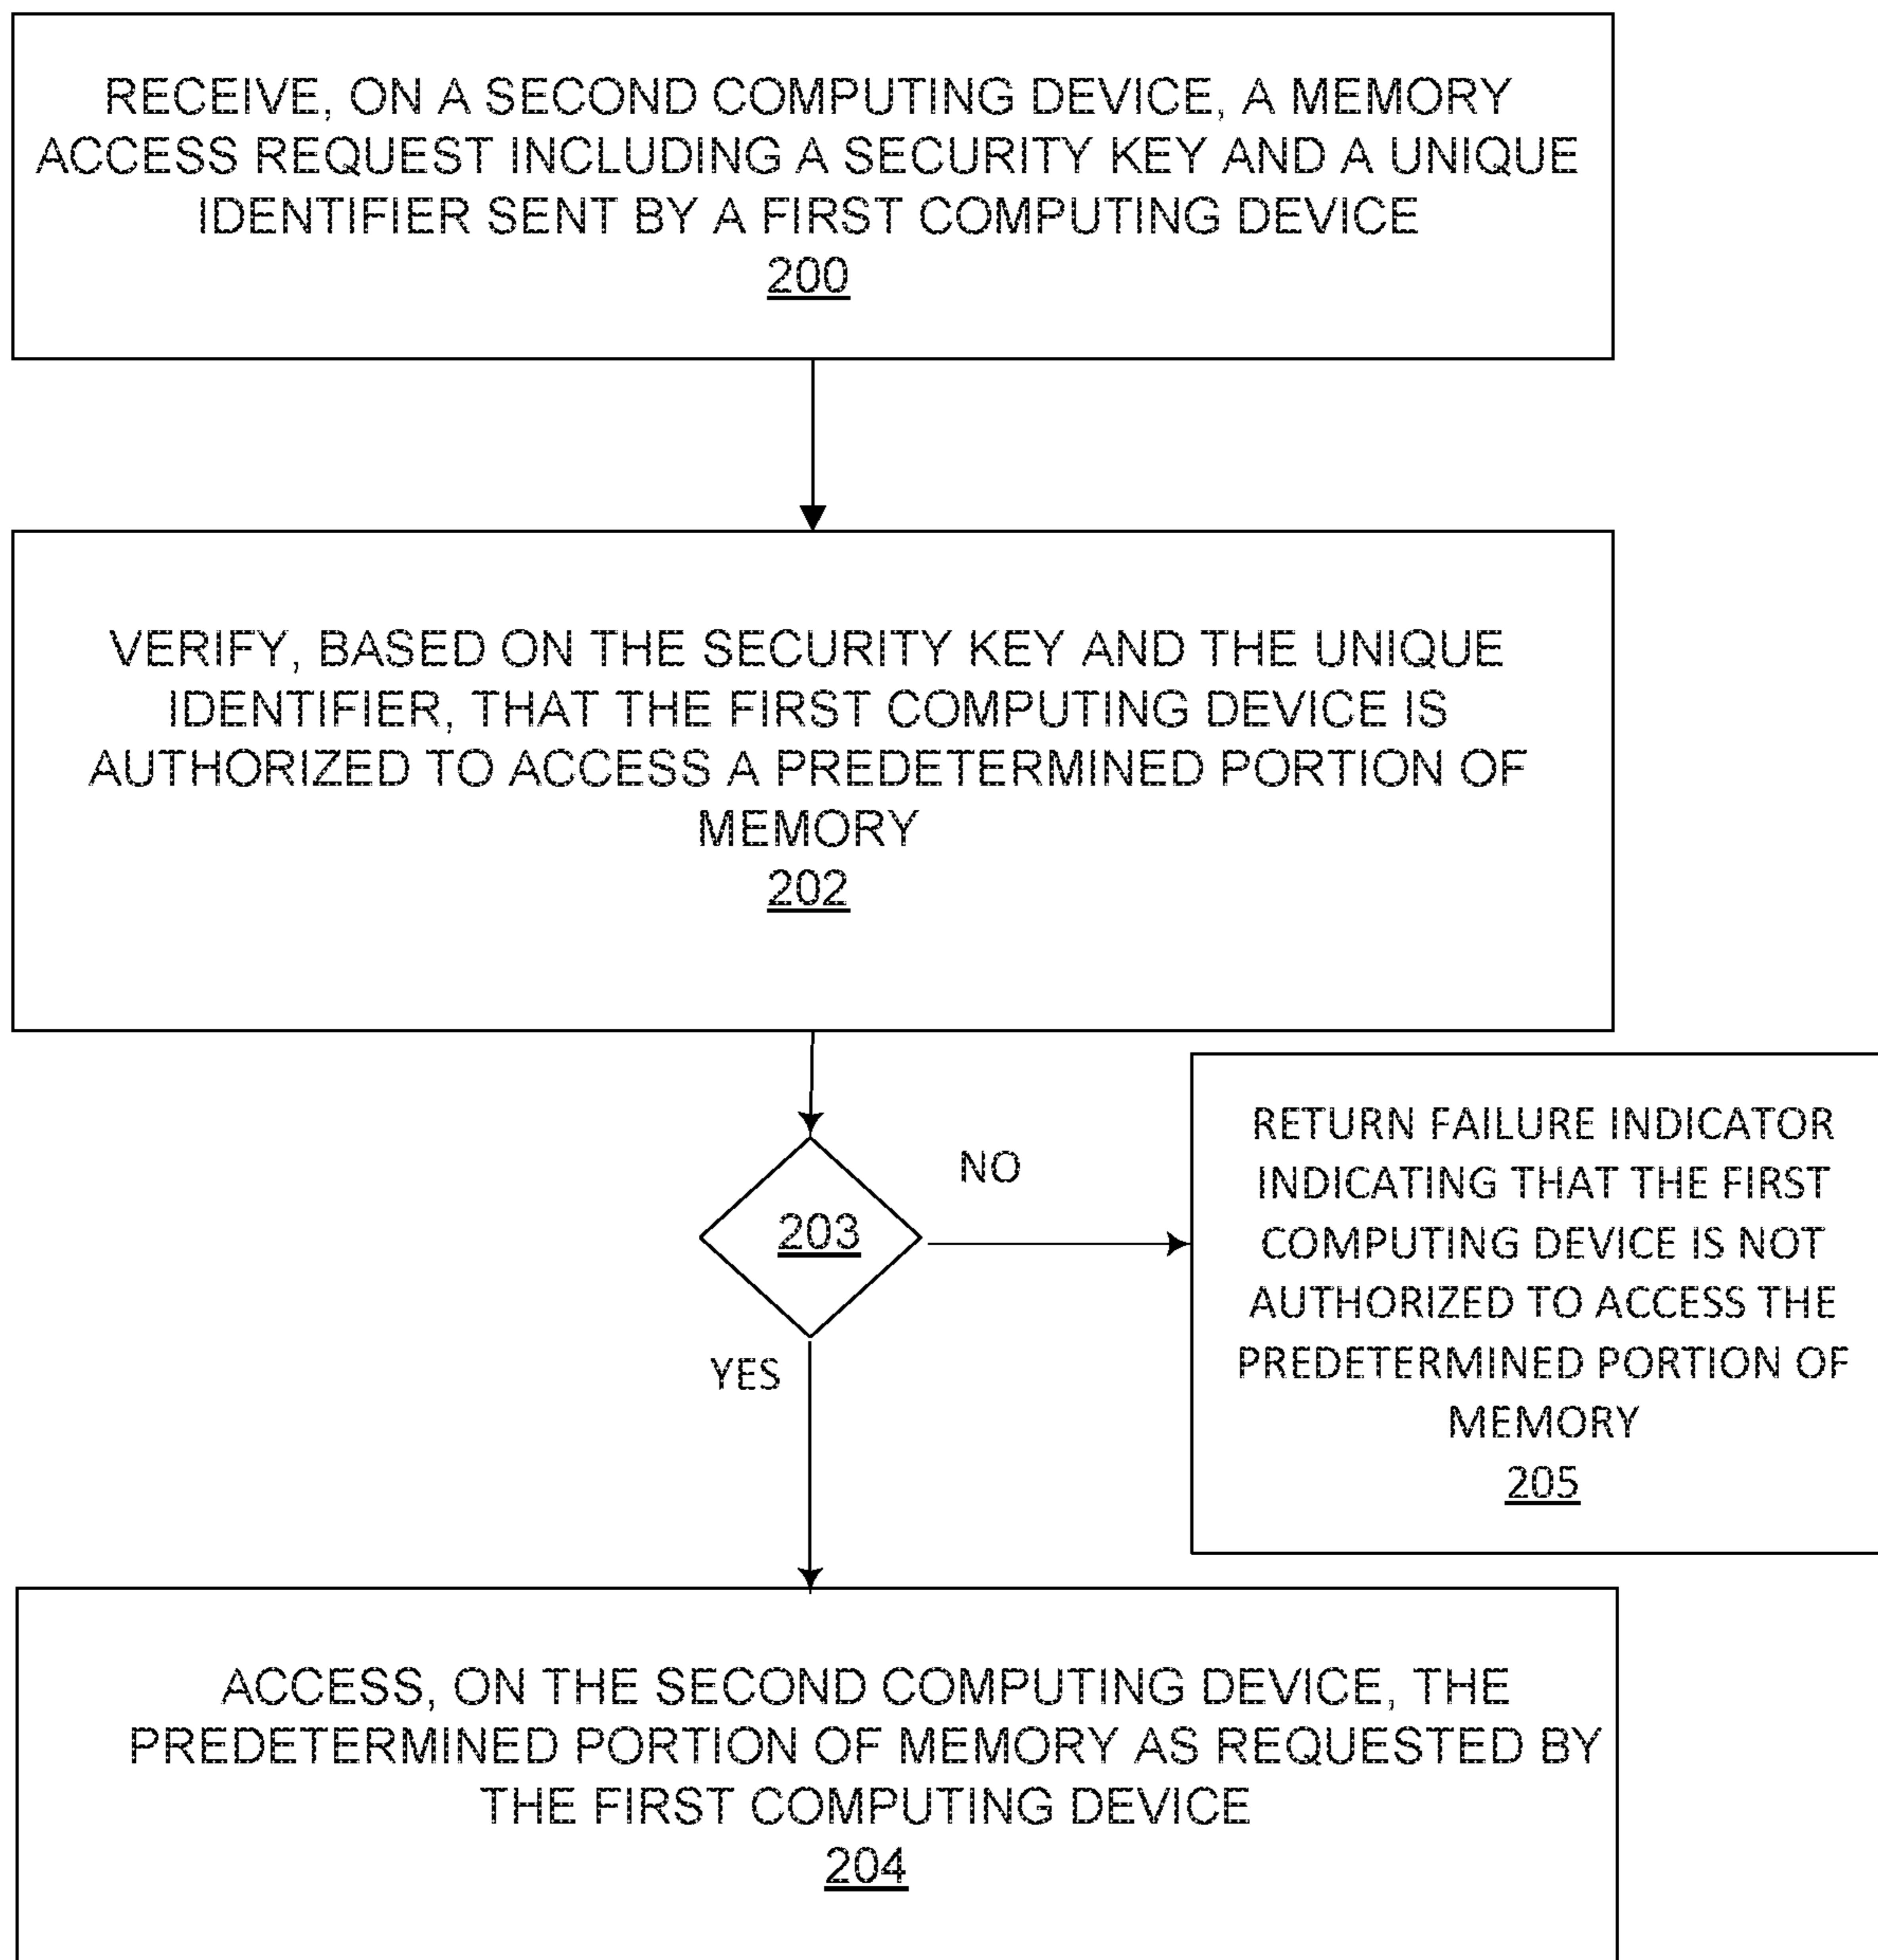 RECEIVE, ON A SECOND COMPUTING DEVICE, A MEMORY
ACCESS REQUEST INCLUDING A SECURITY KEY AND A UNIQUE
IDENTIFIER SENT BY A FIRST COMPUTING DEVICE
200
VERIFY, BASED ON THE SECURITY KEY AND THE UNIQUE
IDENTIFIER, THAT THE FIRST COMPUTING DEVICE IS
AUTHORIZED TO ACCESS A PREDETERMINED PORTION OF
MEMORY
202
203
NO
YES
RETURN FAILURE INDICATOR
INDICATING THAT THE FIRST
COMPUTING DEVICE IS NOT
AUTHORIZED TO ACCESS THE
PREDETERMINED PORTION OF
MEMORY
205
ACCESS, ON THE SECOND COMPUTING DEVICE, THE
PREDETERMINED PORTION OF MEMORY AS REQUESTED BY
THE FIRST COMPUTING DEVICE
204